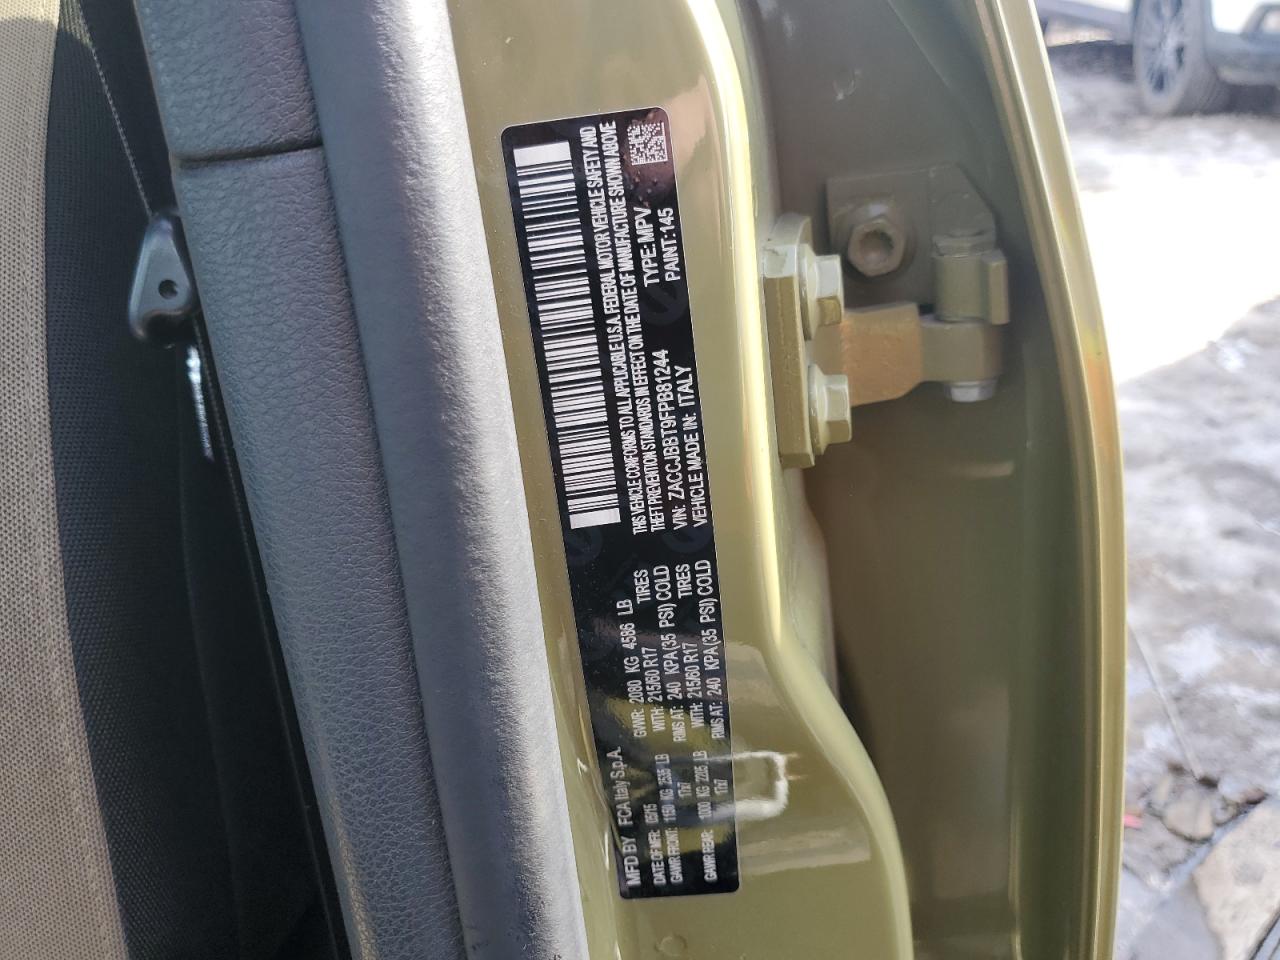 MFD BY FCA Italy S.p.A. GVWR: 2080 KG 4586 LB TIRES
DATE OF MFR: 05/15 WITH: 215/60 R17
GAWR FRONT: 1150 KG 2535 LB RIMS AT: 240 KPA(35 PSI) COLD
17x7 WITH: 215/60 R17 TIRES
GAWR REAR: 1000 KG 2205 LB RIMS AT: 240 KPA(35 PSI) COLD
17x7
THIS VEHICLE CONFORMS TO ALL APPLICABLE U.S.A. FEDERAL MOTOR VEHICLE SAFETY AND
THEFT PREVENTION STANDARDS IN EFFECT ON THE DATE OF MANUFACTURE SHOWN ABOVE
VIN: ZACCJBBT9FPB81244 TYPE: MPV
VEHICLE MADE IN: ITALY PAINT: 145